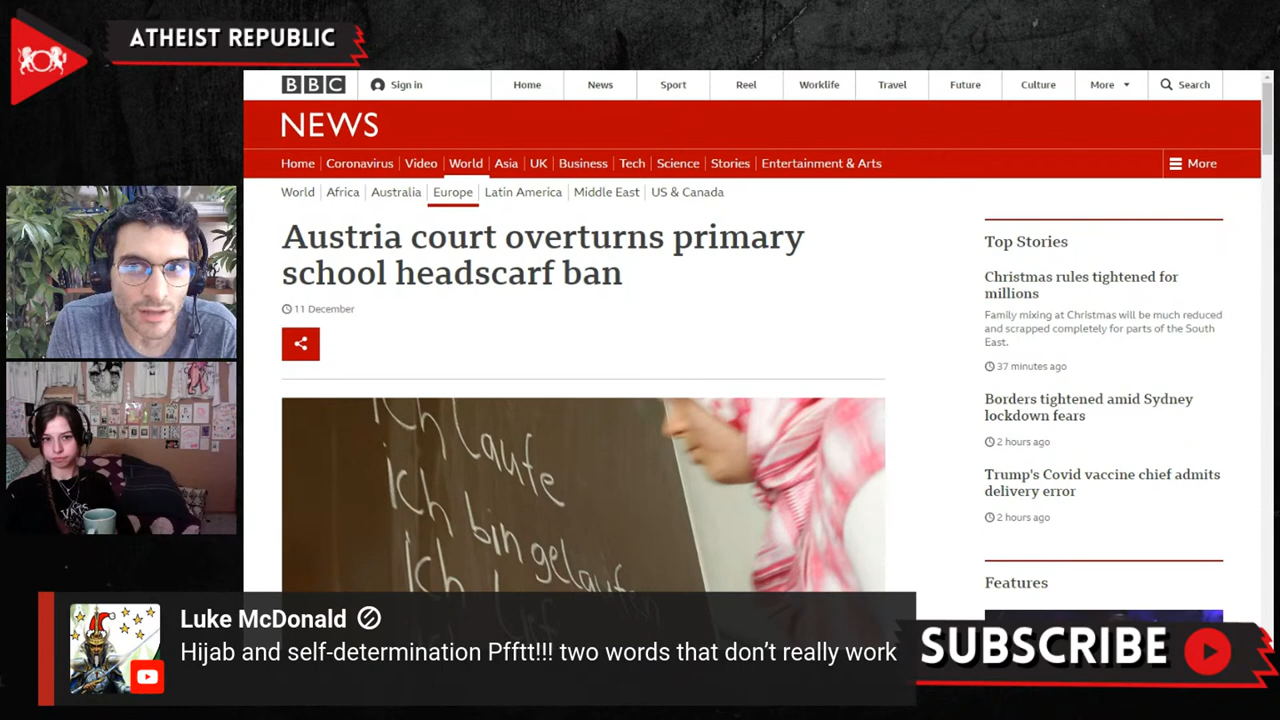 ATHEIST REPUBLIC
BBC
Sign in
Home
News
Sport
Reel
Worklife
Travel
Future
Culture
More
Search
NEWS
Home
Coronavirus
Video
World
Asia
UK
Business
Tech
Science
Stories
Entertainment & Arts
More
World
Africa
Australia
Europe
Latin America
Middle East
US & Canada
Austria court overturns primary
school headscarf ban
11 December
Top Stories
Christmas rules tightened for
millions
Family mixing at Christmas will be much reduced
and scrapped completely for parts of the South
East.
37 minutes ago
Borders tightened amid Sydney
lockdown fears
2 hours ago
Trump's Covid vaccine chief admits
delivery error
2 hours ago
Features
ich laufe
ich bin gelaufen
ich
VANS
Luke McDonald
Hijab and self-determination Pfftt!!! two words that don’t really work
SUBSCRIBE